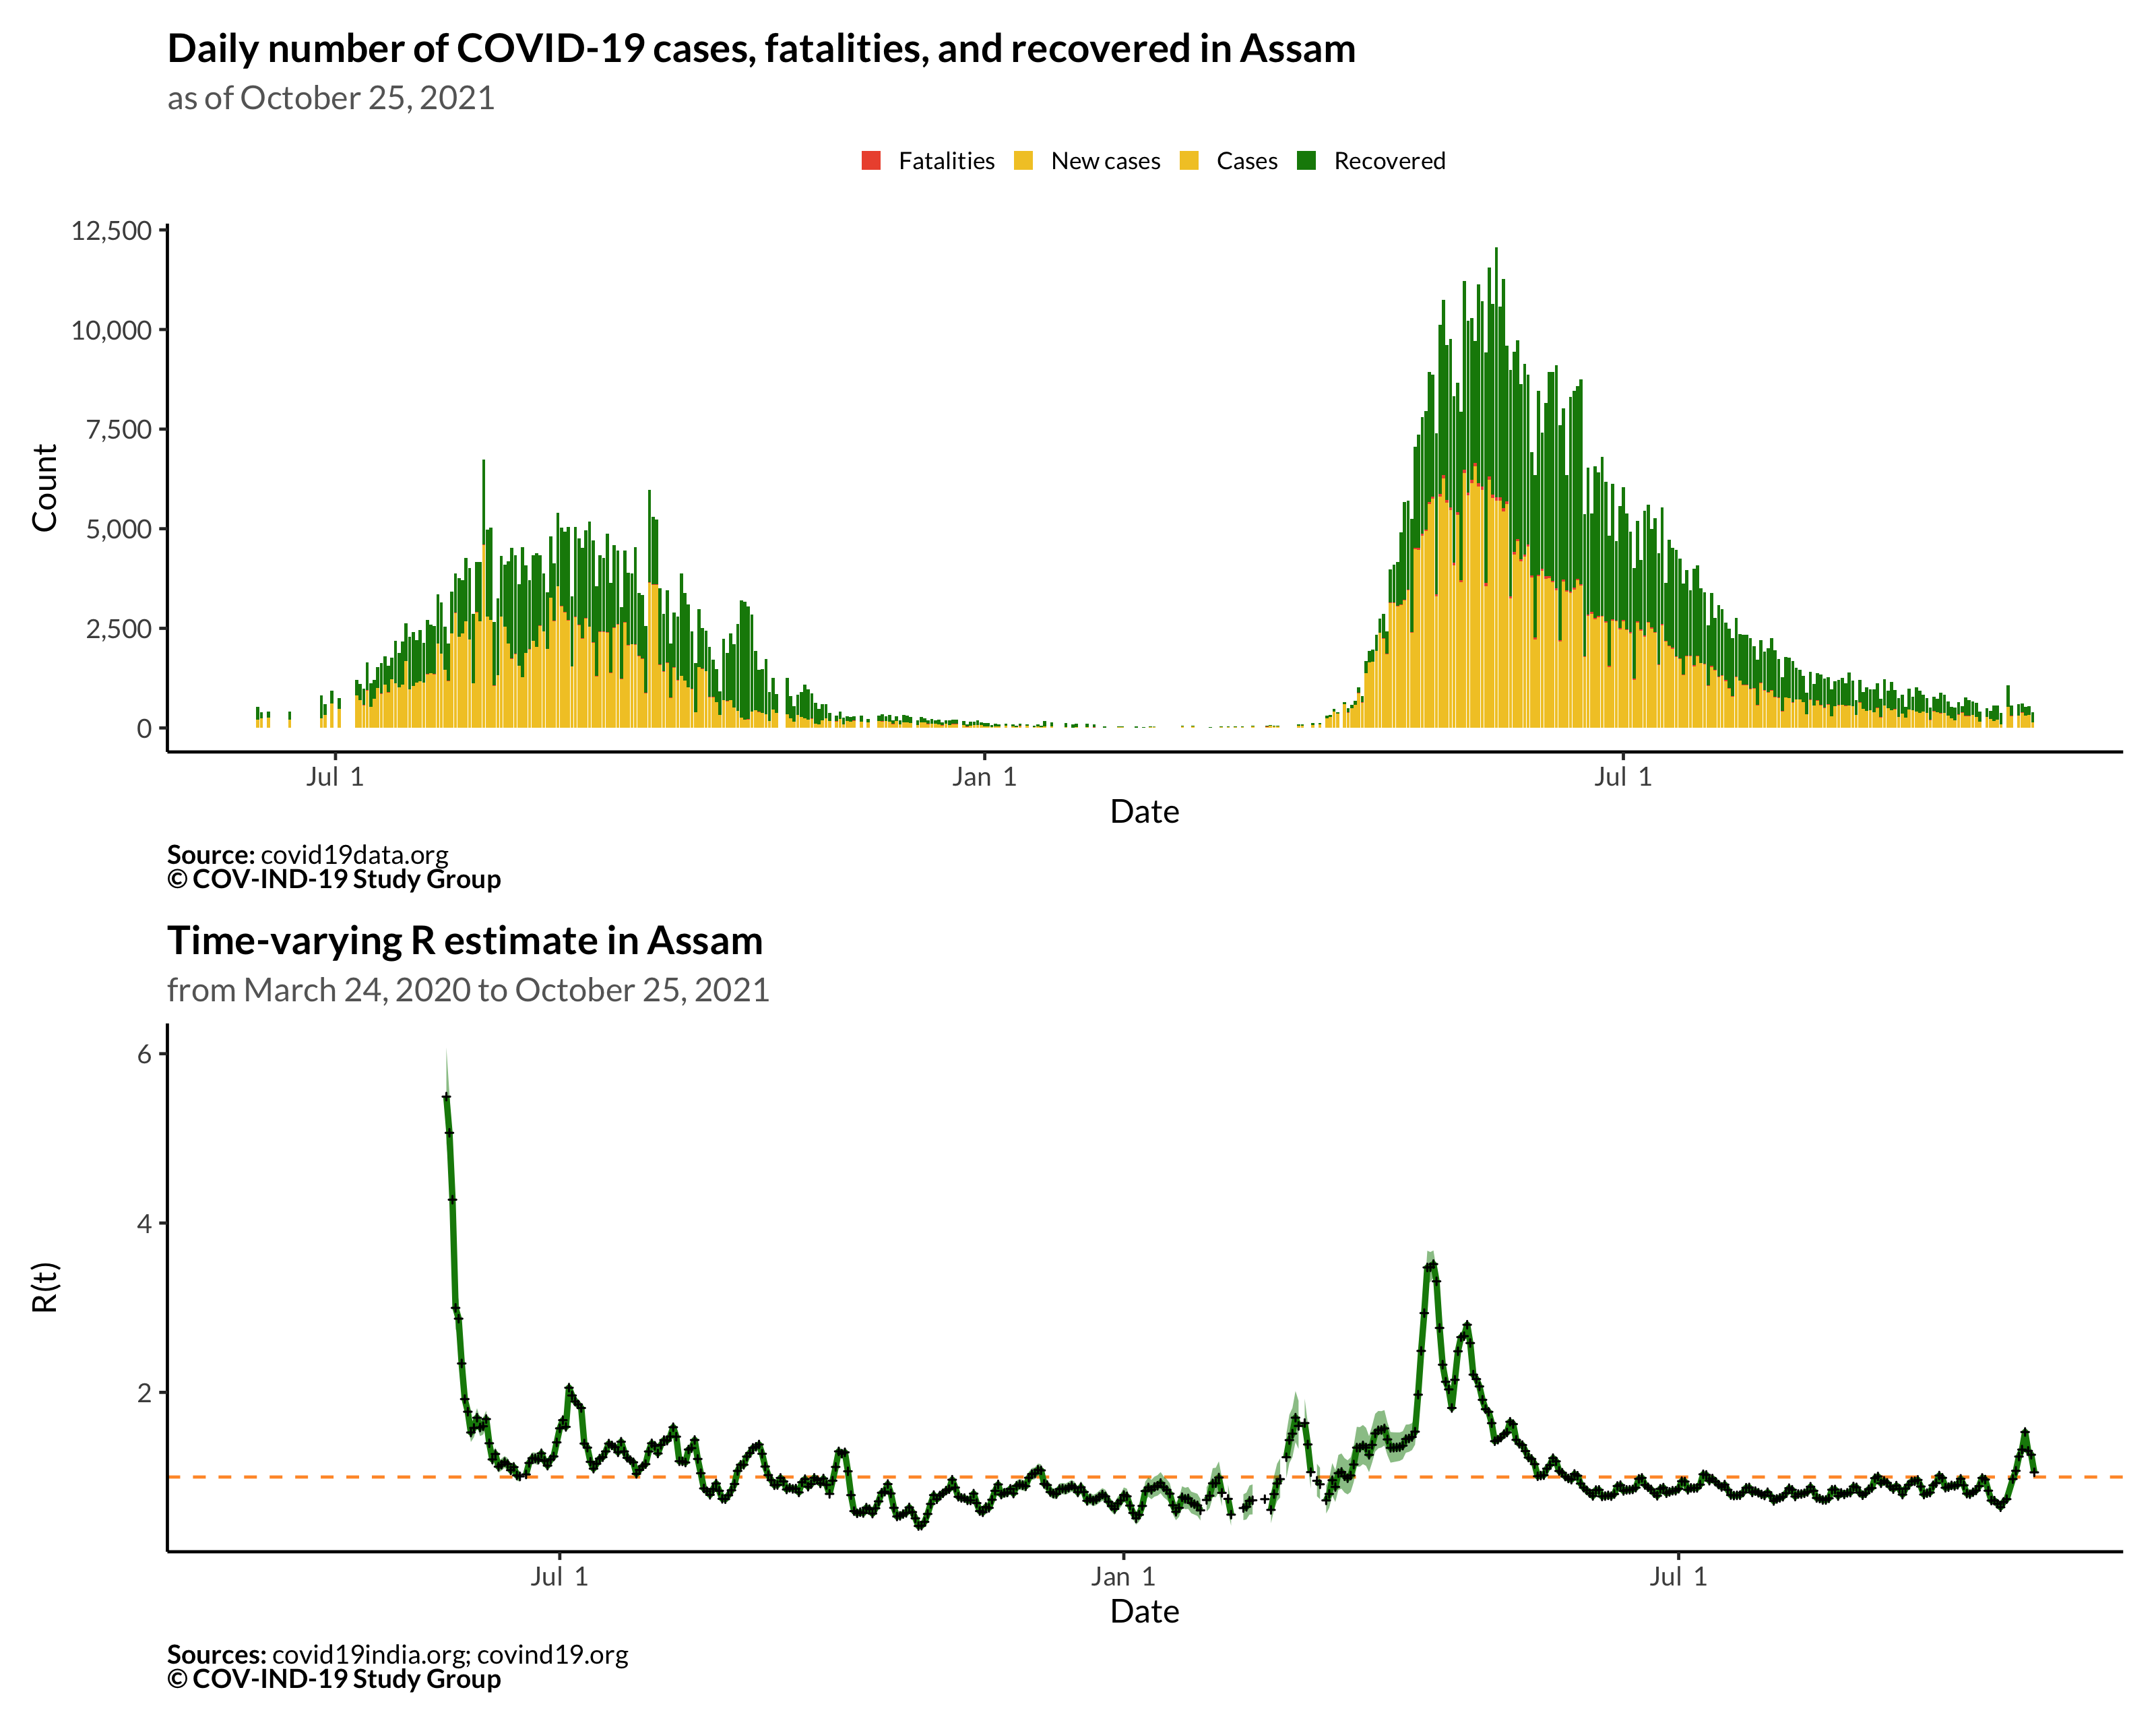 Daily number of COVID-19 cases, fatalities, and recovered in Assam
as of October 25, 2021
Fatalities New cases Cases Recovered
12,500
10,000
7,500
5,000
2,500
0
Count
Jul 1 Jan 1 Jul 1
Date
Source: covid19data.org
© COV-IND-19 Study Group
Time-varying R estimate in Assam
from March 24, 2020 to October 25, 2021
6
4
2
R(t)
Jul 1 Jan 1 Jul 1
Date
Sources: covid19india.org; covind19.org
© COV-IND-19 Study Group